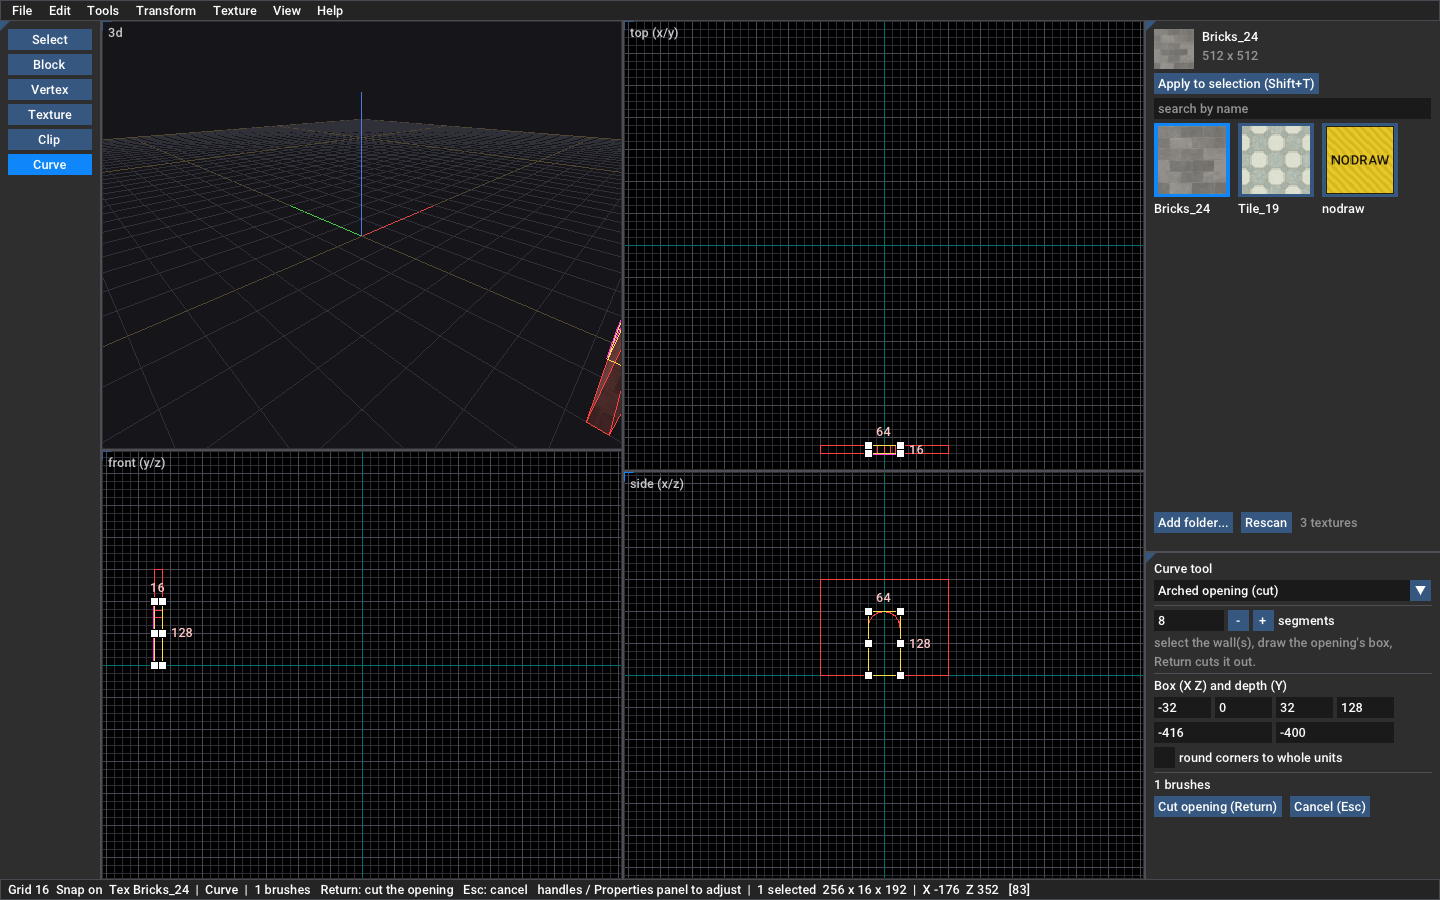 File Edit Tools Transform Texture View Help
Select
Block
Vertex
Texture
Clip
Curve
3d
top (x/y)
64
16
front (y/z)
16
128
side (x/z)
64
128
Bricks_24
512 x 512
Apply to selection (Shift+T)
search by name
NODRAW
Bricks_24 Tile_19 nodraw
Add folder... Rescan 3 textures
Curve tool
Arched opening (cut)
8 - + segments
select the wall(s), draw the opening's box,
Return cuts it out.
Box (X Z) and depth (Y)
-32 0 32 128
-416 -400
round corners to whole units
1 brushes
Cut opening (Return) Cancel (Esc)
Grid 16 Snap on Tex Bricks_24 | Curve | 1 brushes Return: cut the opening Esc: cancel handles / Properties panel to adjust | 1 selected 256 x 16 x 192 | X -176 Z 352 [83]